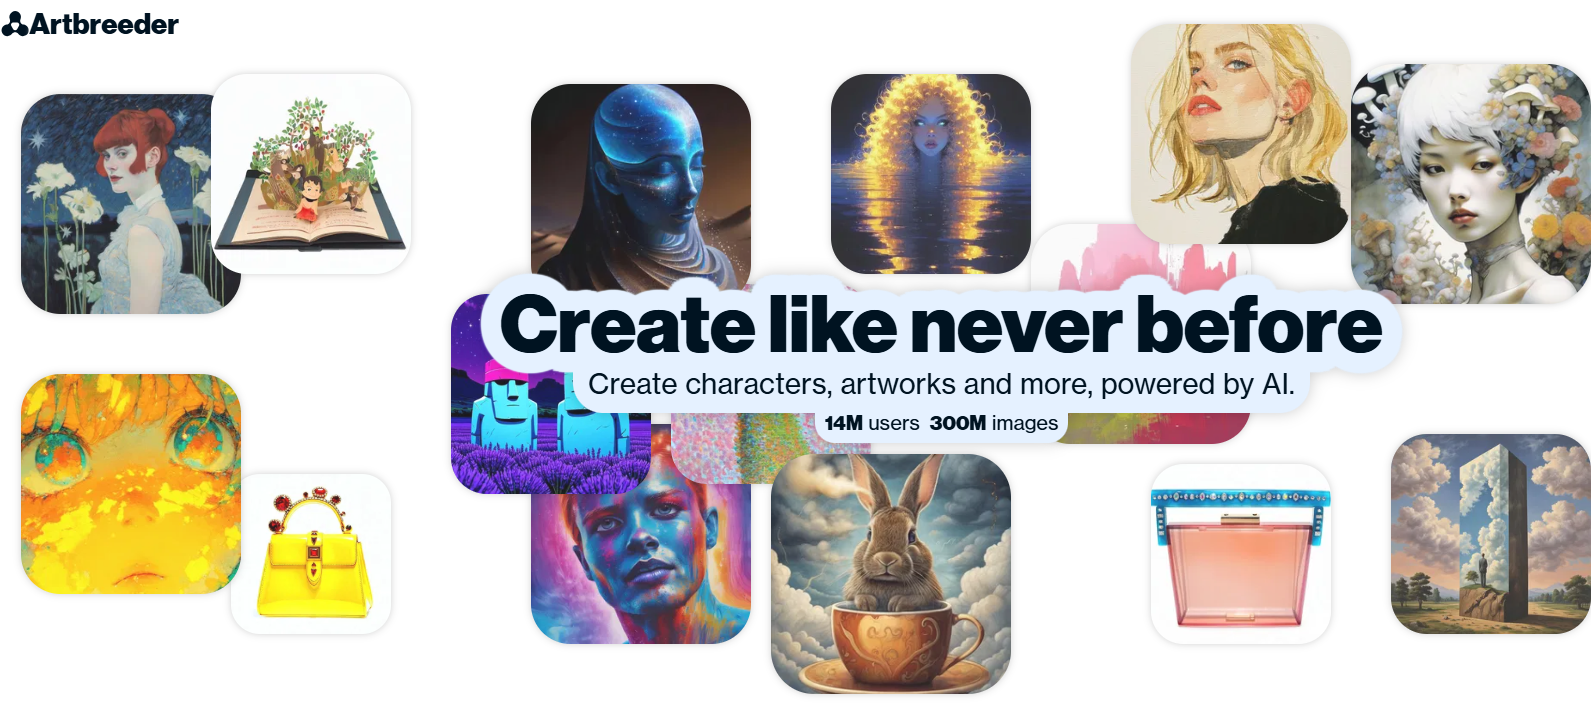 Artbreeder
Create like never before
Create characters, artworks and more, powered by AI.
14M users 300M images